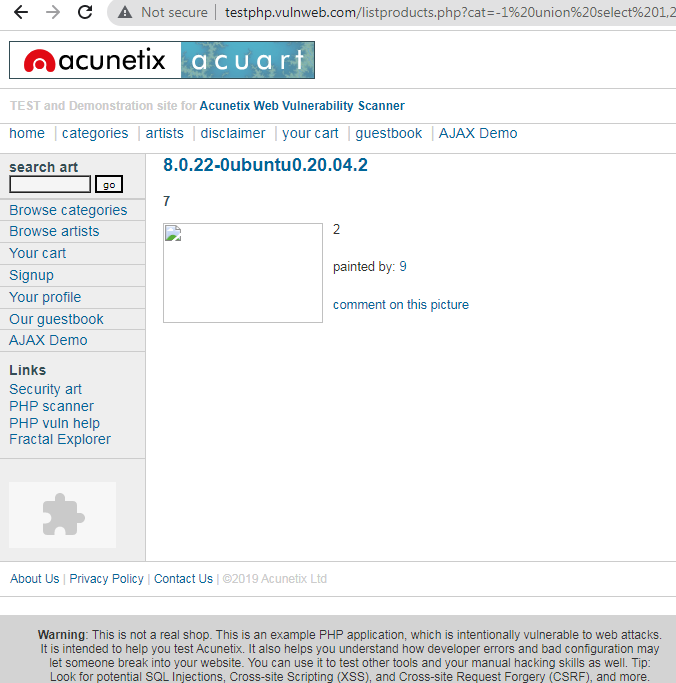 Not secure | testphp.vulnweb.com/listproducts.php?cat=-1%20union%20select%201,2
acunetix acuart
TEST and Demonstration site for Acunetix Web Vulnerability Scanner
home | categories | artists | disclaimer | your cart | guestbook | AJAX Demo
search art
go
Browse categories
Browse artists
Your cart
Signup
Your profile
Our guestbook
AJAX Demo
Links
Security art
PHP scanner
PHP vuln help
Fractal Explorer
8.0.22-0ubuntu0.20.04.2
7
2
painted by: 9
comment on this picture
About Us | Privacy Policy | Contact Us | ©2019 Acunetix Ltd
Warning: This is not a real shop. This is an example PHP application, which is intentionally vulnerable to web attacks.
It is intended to help you test Acunetix. It also helps you understand how developer errors and bad configuration may
let someone break into your website. You can use it to test other tools and your manual hacking skills as well. Tip:
Look for potential SQL Injections, Cross-site Scripting (XSS), and Cross-site Request Forgery (CSRF), and more.